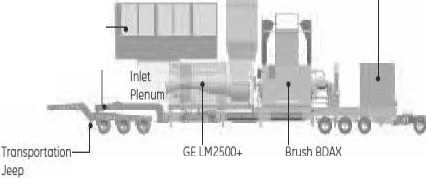 Inlet
Plenum
Transportation
Jeep
GE LM2500+
Brush BDAX